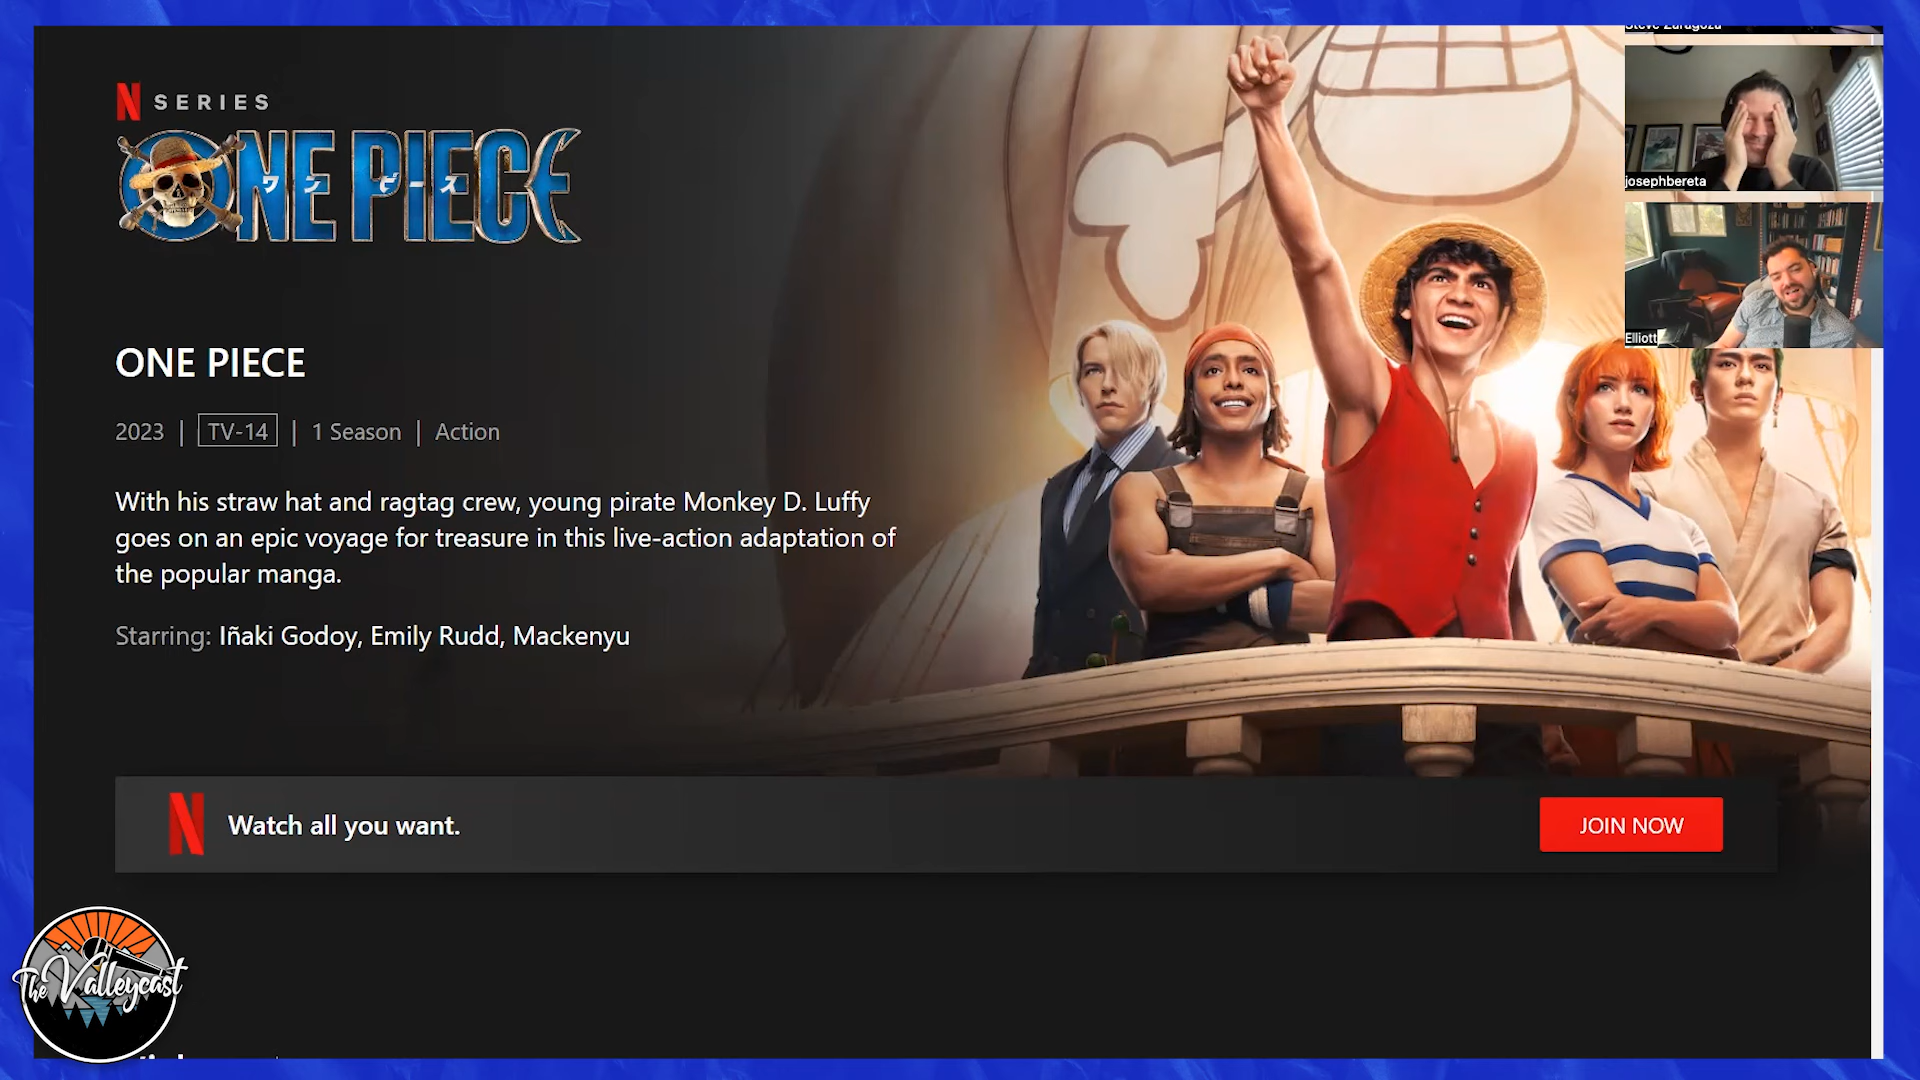 Steve Zaragoza
N SERIES
ONE PIECE
ワンピース
josephbereta
Elliott
ONE PIECE
2023 | TV-14 | 1 Season | Action
With his straw hat and ragtag crew, young pirate Monkey D. Luffy
goes on an epic voyage for treasure in this live-action adaptation of
the popular manga.
Starring: Iñaki Godoy, Emily Rudd, Mackenyu
N Watch all you want.
JOIN NOW
The Valleycast